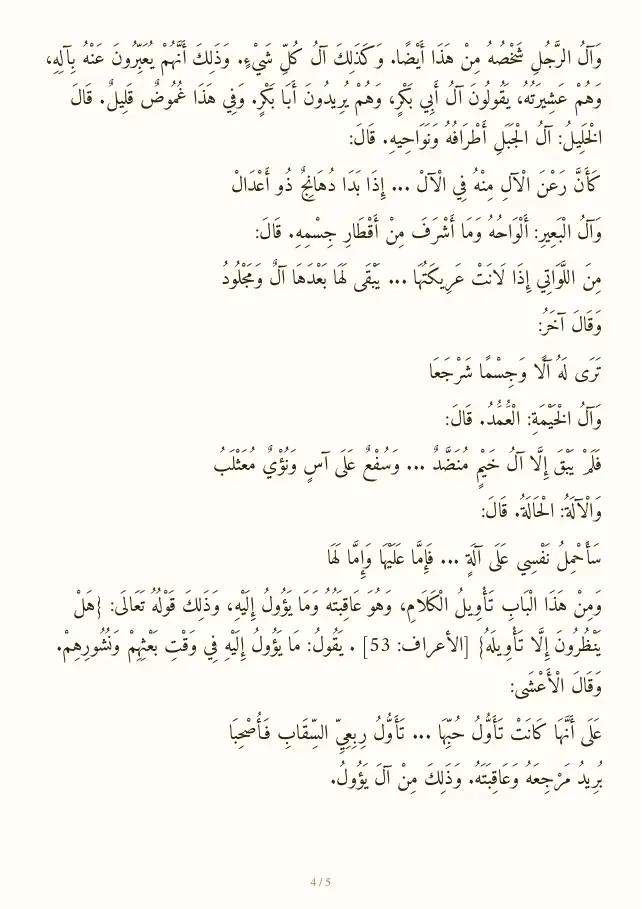 وَآلُ الرَّجُلِ شَخْصُهُ مِنْ هَذَا أَيْضًا. وَكَذَلِكَ آلُ كُلِّ شَيْءٍ. وَذَلِكَ أَنَّهُمْ يُعَبِّرُونَ عَنْهُ بِآلِهِ،
وَهُمْ عَشِيرَتُهُ، يَقُولُونَ آلُ أَبِي بَكْرٍ، وَهُمْ يُرِيدُونَ أَبَا بَكْرٍ. وَفِي هَذَا غُمُوضٌ قَلِيلٌ. قَالَ
الْخَلِيلُ: آلُ الْجَبَلِ أَطْرَافُهُ وَنَوَاحِيهِ. قَالَ:
كَأَنَّ رَعْنَ الْآلِ مِنْهُ فِي الْآلْ ... إِذَا بَدَا دُهَانِجٌ ذُو أَعْدَالْ
وَآلُ الْبَعِيرِ: أَلْوَاحُهُ وَمَا أَشْرَفَ مِنْ أَقْطَارِ جِسْمِهِ. قَالَ:
مِنَ اللَّوَاتِي إِذَا لَانَتْ عَرِيكَتُهَا ... يَبْقَى لَهَا بَعْدَهَا آلٌ وَمَجْلُودُ
وَقَالَ آخَرُ:
تَرَى لَهُ آلًا وَجِسْمًا شَرْجَعَا
وَآلُ الْخَيْمَةِ: الْعُمُدُ. قَالَ:
فَلَمْ يَبْقَ إِلَّا آلُ خَيْمٍ مُنَضَّدٌ ... وَسُفْعٌ عَلَى آسٍ وَنُؤْيٌ مُعَثْلَبُ
وَالْآلَةُ: الْحَالَةُ. قَالَ:
سَأَحْمِلُ نَفْسِي عَلَى آلَةٍ ... فَإِمَّا عَلَيْهَا وَإِمَّا لَهَا
وَمِنْ هَذَا الْبَابِ تَأْوِيلُ الْكَلَامِ، وَهُوَ عَاقِبَتُهُ وَمَا يَؤُولُ إِلَيْهِ، وَذَلِكَ قَوْلُهُ تَعَالَى: {هَلْ
يَنْظُرُونَ إِلَّا تَأْوِيلَهُ} [الأعراف: 53] . يَقُولُ: مَا يَؤُولُ إِلَيْهِ فِي وَقْتِ بَعْثِهِمْ وَنُشُورِهِمْ.
وَقَالَ الْأَعْشَى:
عَلَى أَنَّهَا كَانَتْ تَأَوُّلُ حُبِّهَا ... تَأَوُّلُ رِبِعِيِّ السِّقَابِ فَأُصْحِبَا
يُرِيدُ مَرْجِعَهُ وَعَاقِبَتَهُ. وَذَلِكَ مِنْ آلَ يَؤُولُ.
4 / 5